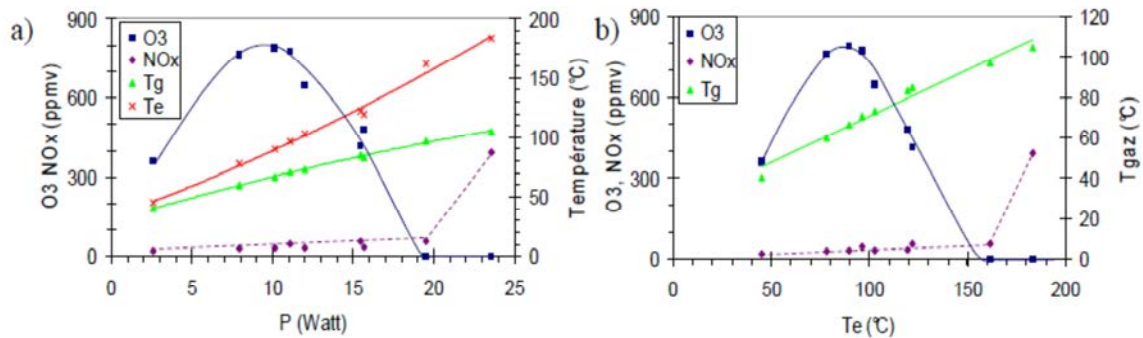 a)
900
600
300
0
O3 NOx (ppmv)
O3
NOx
Tg
Te
200
150
100
50
0
Température (°C)
0 5 10 15 20 25
P (Watt)
b)
900
600
300
0
O3, NOx (ppmv)
O3
NOx
Tg
120
100
80
60
40
20
0
Tgaz (°C)
0 50 100 150 200
Te (°C)